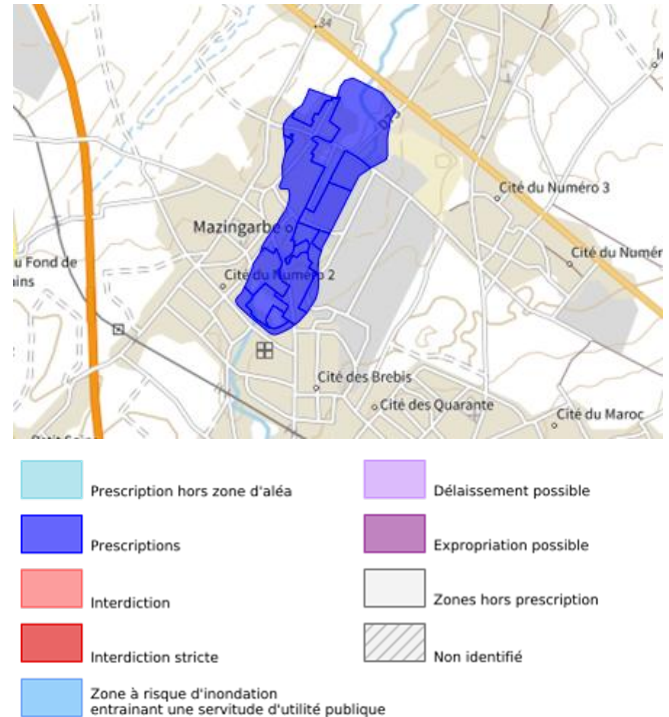 34
D75
Cité du Numéro 3
Mazingarbe
Cité du Numér
u Fond de
ains
Cité du Numéro 2
Cité des Brebis
Cité des Quarante
Cité du Maroc
Prescription hors zone d'aléa
Délaissement possible
Prescriptions
Expropriation possible
Interdiction
Zones hors prescription
Interdiction stricte
Non identifié
Zone à risque d'inondation
entrainant une servitude d'utilité publique